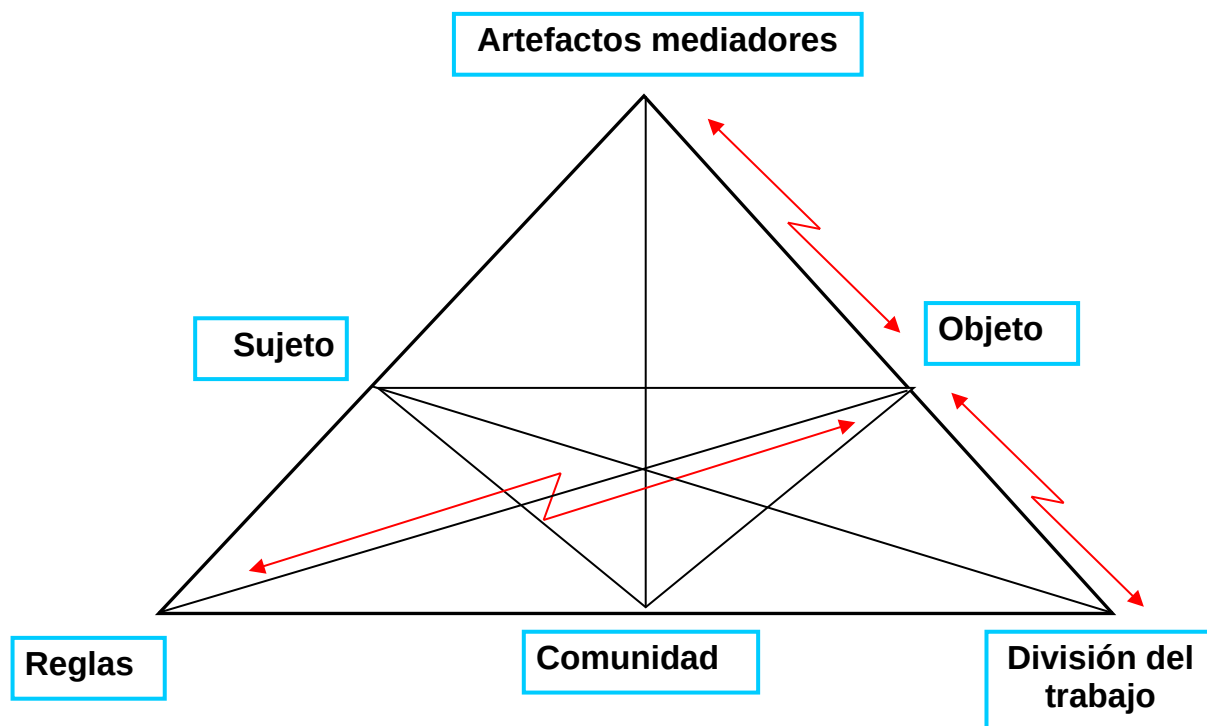 Artefactos mediadores
Sujeto
Objeto
Reglas
Comunidad
División del
trabajo